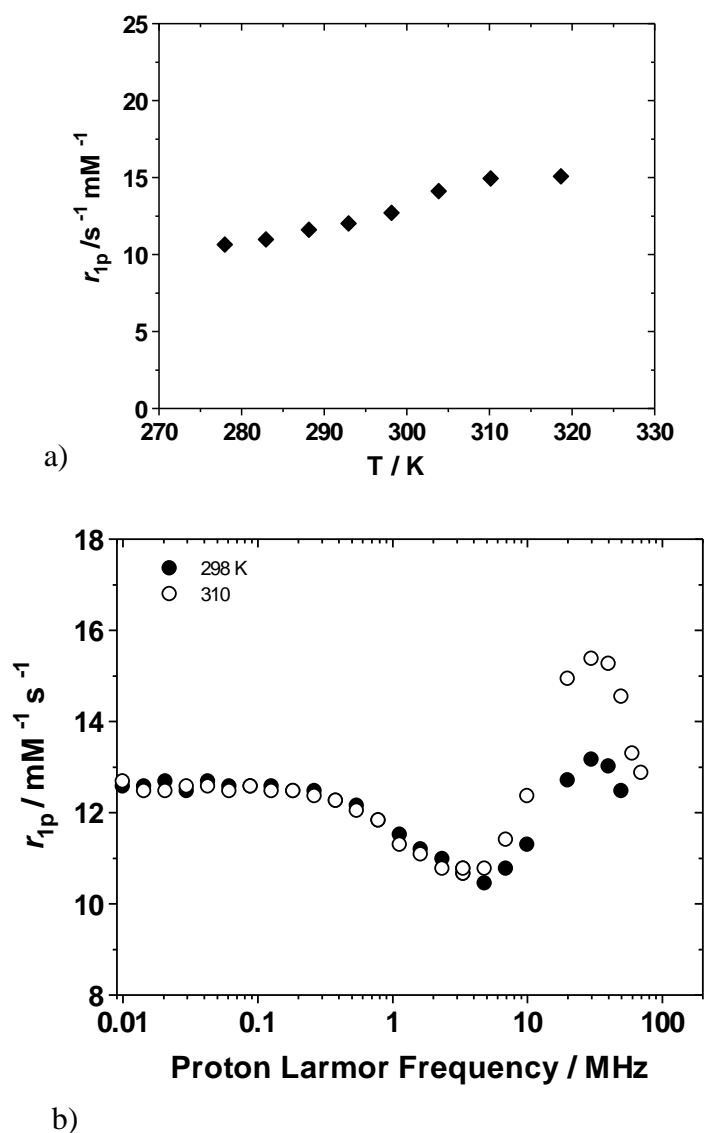 25
20
15
10
5
0
r1p /s⁻¹ mM⁻¹
270 280 290 300 310 320 330
T / K
a)
18
16
14
12
10
8
298 K
310
r1p / mM⁻¹ s⁻¹
0.01 0.1 1 10 100
Proton Larmor Frequency / MHz
b)